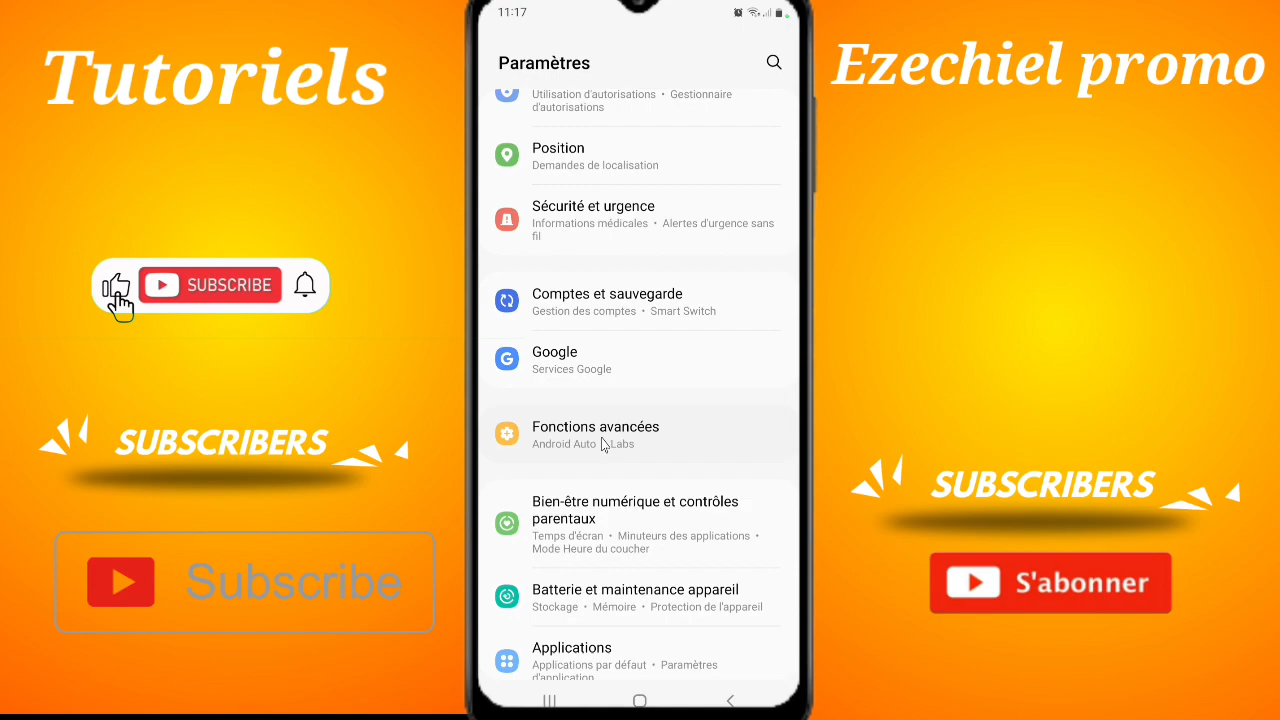 Tutoriels
SUBSCRIBE
SUBSCRIBERS
Subscribe
11:17
Paramètres
Utilisation d'autorisations • Gestionnaire
d'autorisations
Position
Demandes de localisation
Sécurité et urgence
Informations médicales • Alertes d'urgence sans
fil
Comptes et sauvegarde
Gestion des comptes • Smart Switch
Google
Services Google
Fonctions avancées
Android Auto Labs
Bien-être numérique et contrôles
parentaux
Temps d'écran • Minuteurs des applications •
Mode Heure du coucher
Batterie et maintenance appareil
Stockage • Mémoire • Protection de l'appareil
Applications
Applications par défaut • Paramètres
d'application
Ezechiel promo
SUBSCRIBERS
S'abonner